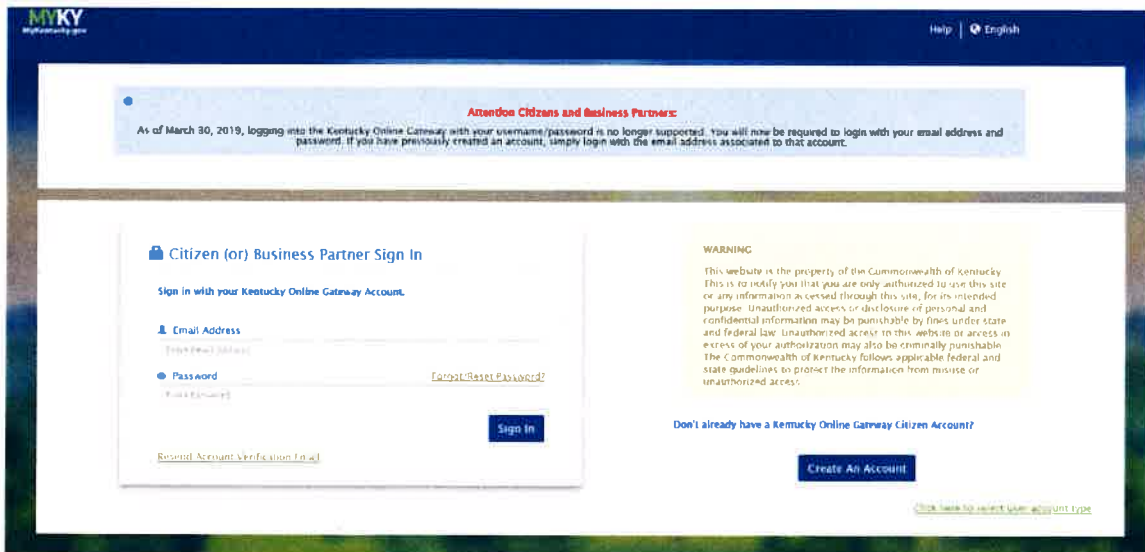 MYKY
MyKentucky.gov
Help | English
Attention Citizens and Business Partners:
As of March 30, 2019, logging into the Kentucky Online Gateway with your username/password is no longer supported. You will now be required to login with your email address and
password. If you have previously created an account, simply login with the email address associated to that account.
Citizen (or) Business Partner Sign In
Sign in with your Kentucky Online Gateway Account.
Email Address
Enter Email Address
Password
Forgot/Reset Password?
Enter Password
Sign In
Resend Account Verification Email
WARNING
This website is the property of the Commonwealth of Kentucky.
This is to notify you that you are only authorized to use this site
or any information accessed through this site, for its intended
purpose. Unauthorized access or disclosure of personal and
confidential information may be punishable by fines under state
and federal law. Unauthorized access to this website or access in
excess of your authorization may also be criminally punishable.
The Commonwealth of Kentucky follows applicable federal and
state guidelines to protect the information from misuse or
unauthorized access.
Don't already have a Kentucky Online Gateway Citizen Account?
Create An Account
Click here to select user account type